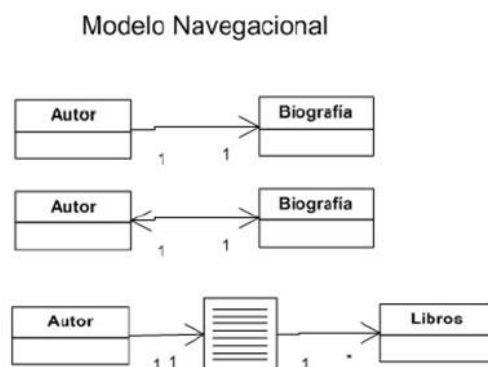 Modelo Navegacional
Autor
Biografía
1
1
Autor
Biografía
1
1
Autor
Libros
1 1
1
*